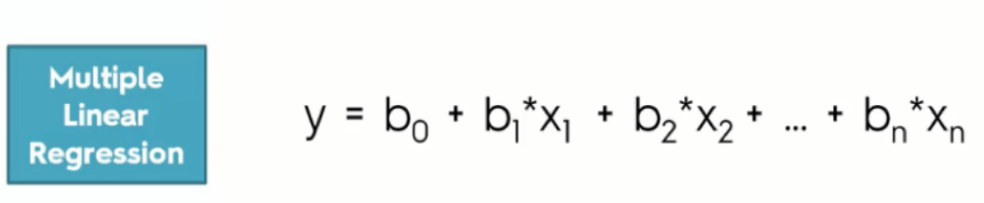 Multiple
Linear
Regression
y = b₀ + b₁*x₁ + b₂*x₂ + ... + bₙ*xₙ